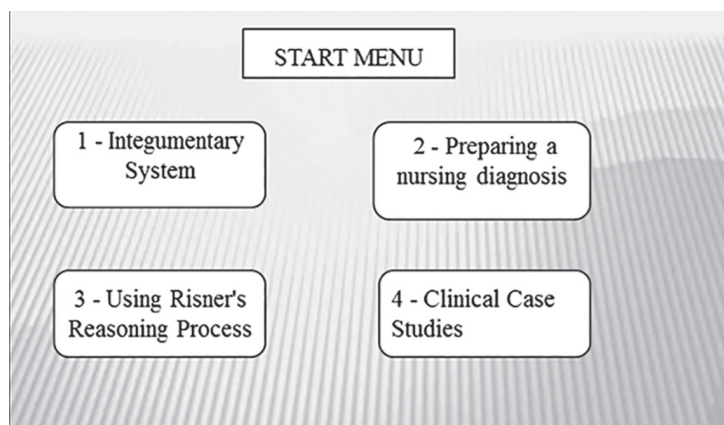 START MENU
1 - Integumentary
System
2 - Preparing a
nursing diagnosis
3 - Using Risner's
Reasoning Process
4 - Clinical Case
Studies